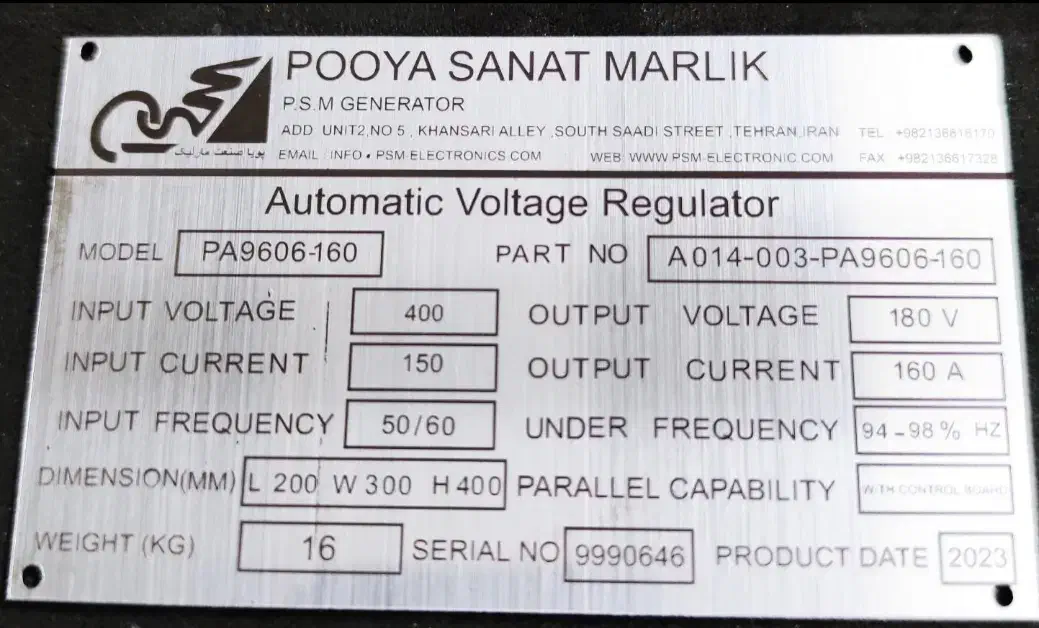 POOYA SANAT MARLIK
P.S.M GENERATOR
ADD UNIT2,NO 5 , KHANSARI ALLEY ,SOUTH SAADI STREET ,TEHRAN,IRAN TEL +982136616170
پویا صنعت مارلیک EMAIL : INFO • PSM-ELECTRONICS COM WEB: WWW.PSM-ELECTRONIC.COM FAX +982136617328
Automatic Voltage Regulator
MODEL PA9606-160 PART NO A014-003-PA9606-160
INPUT VOLTAGE 400 OUTPUT VOLTAGE 180 V
INPUT CURRENT 150 OUTPUT CURRENT 160 A
INPUT FREQUENCY 50/60 UNDER FREQUENCY 94-98% HZ
DIMENSION(MM) L 200 W 300 H 400 PARALLEL CAPABILITY WITH CONTROL BOARD
WEIGHT (KG) 16 SERIAL NO 9990646 PRODUCT DATE 2023